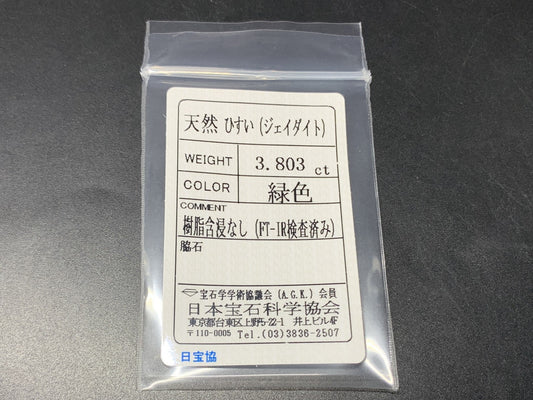 天然 ひすい (ジェイダイト)
WEIGHT 3.803 ct
COLOR 緑色
COMMENT
樹脂含浸なし (FT-IR検査済み)
脇石
宝石学学術協議会 (A.G.K.) 会員
日本宝石科学協会
東京都台東区上野5-22-1 井上ビル4F
〒110-0005 Tel.(03)3836-2507
日宝協